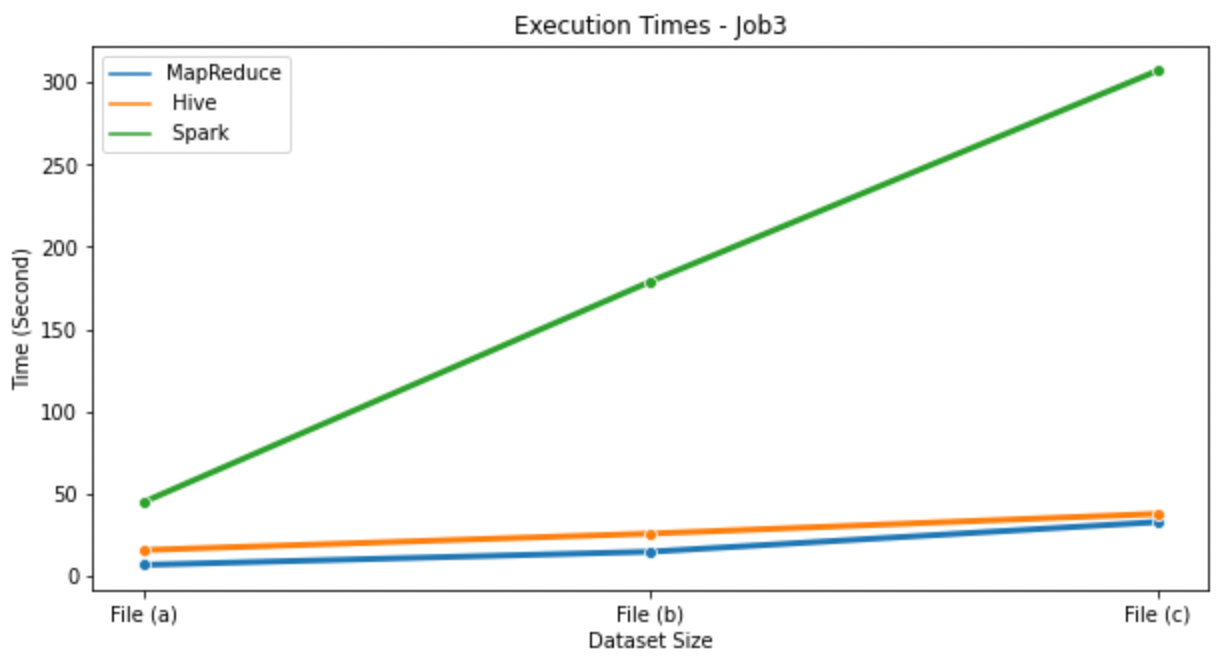 Execution Times - Job3
MapReduce
Hive
Spark
300
250
200
150
100
50
0
Time (Second)
File (a)
File (b)
File (c)
Dataset Size